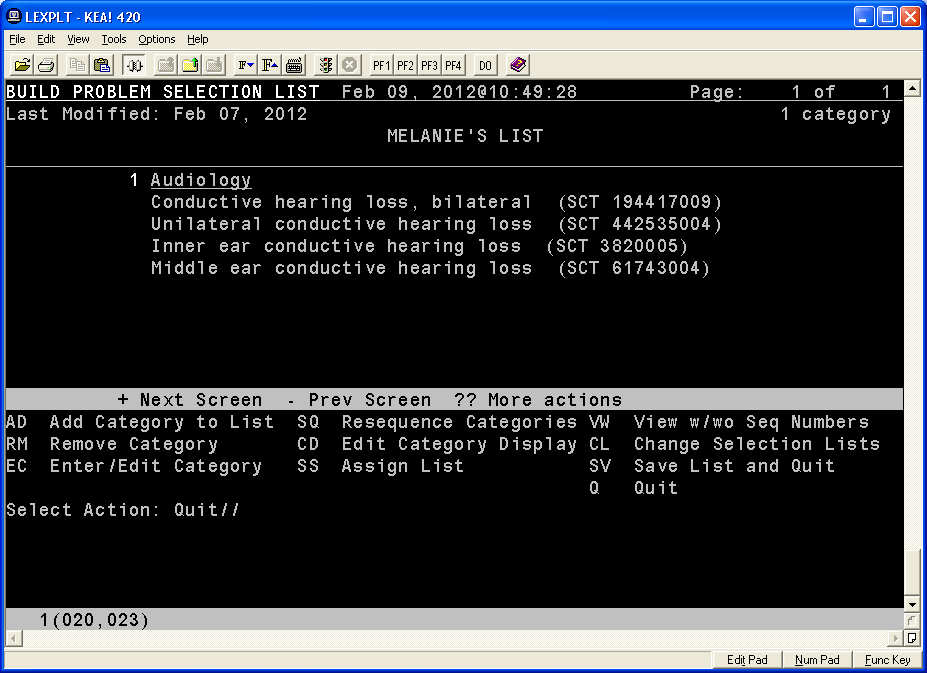 LEXPLT - KEA! 420
File Edit View Tools Options Help
PF1 PF2 PF3 PF4 DO
BUILD PROBLEM SELECTION LIST Feb 09, 2012@10:49:28 Page: 1 of 1
Last Modified: Feb 07, 2012 1 category
MELANIE'S LIST
1 Audiology
Conductive hearing loss, bilateral (SCT 194417009)
Unilateral conductive hearing loss (SCT 442535004)
Inner ear conductive hearing loss (SCT 3820005)
Middle ear conductive hearing loss (SCT 61743004)
+ Next Screen - Prev Screen ?? More actions
AD Add Category to List SQ Resequence Categories VW View w/wo Seq Numbers
RM Remove Category CD Edit Category Display CL Change Selection Lists
EC Enter/Edit Category SS Assign List SV Save List and Quit
Q Quit
Select Action: Quit//
1(020,023)
Edit Pad Num Pad Func Key